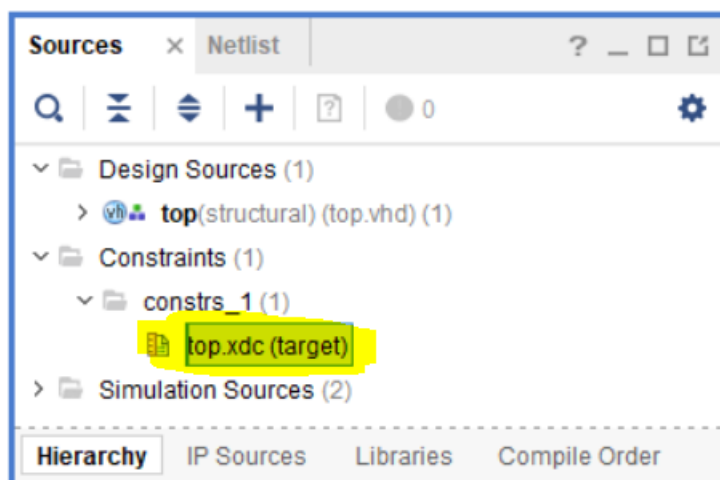 Sources × Netlist ?
? 0
Design Sources (1)
vh top(structural) (top.vhd) (1)
Constraints (1)
constrs_1 (1)
top.xdc (target)
Simulation Sources (2)
Hierarchy IP Sources Libraries Compile Order